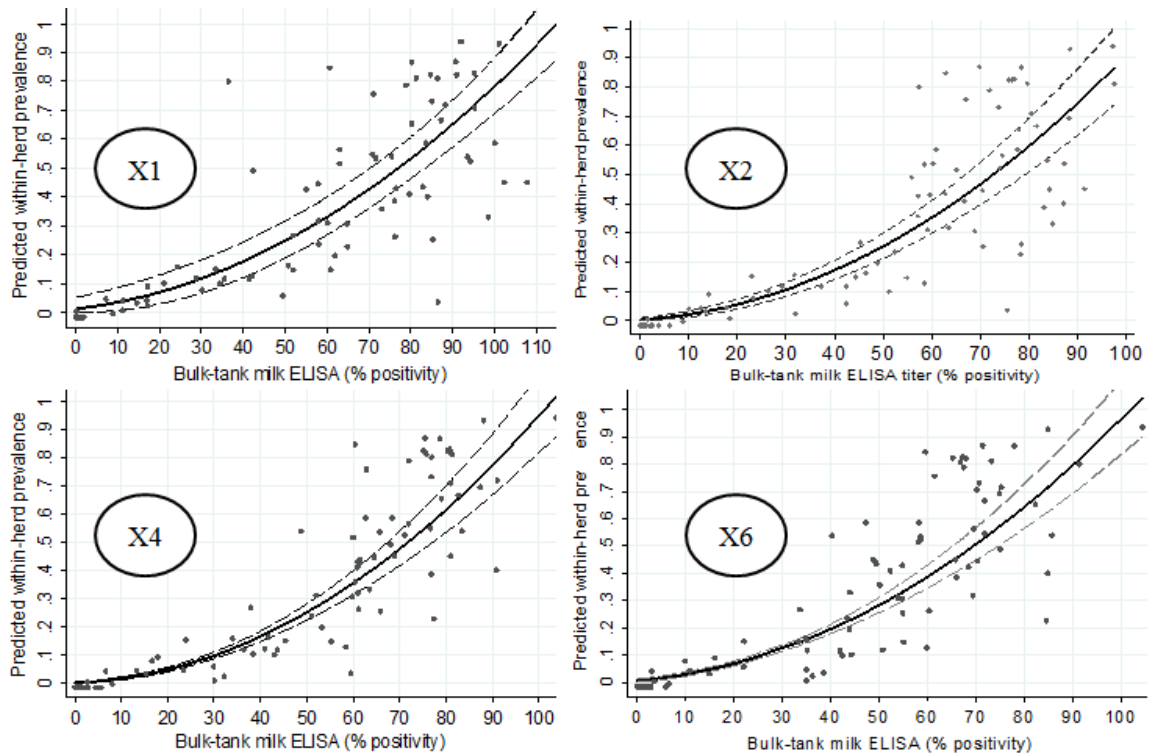 Predicted within-herd prevalence
1
.9
.8
.7
.6
.5
.4
.3
.2
.1
0
X1
0 10 20 30 40 50 60 70 80 90 100 110
Bulk-tank milk ELISA (% positivity)
Predicted within-herd prevalence
1
.9
.8
.7
.6
.5
.4
.3
.2
.1
0
X2
0 10 20 30 40 50 60 70 80 90 100
Bulk-tank milk ELISA titer (% positivity)
Predicted within-herd prevalence
1
.9
.8
.7
.6
.5
.4
.3
.2
.1
0
X4
0 10 20 30 40 50 60 70 80 90 100
Bulk-tank milk ELISA (% positivity)
Predicted within-herd pre ence
1
.9
.8
.7
.6
.5
.4
.3
.2
.1
0
X6
0 10 20 30 40 50 60 70 80 90 100
Bulk-tank milk ELISA (% positivity)